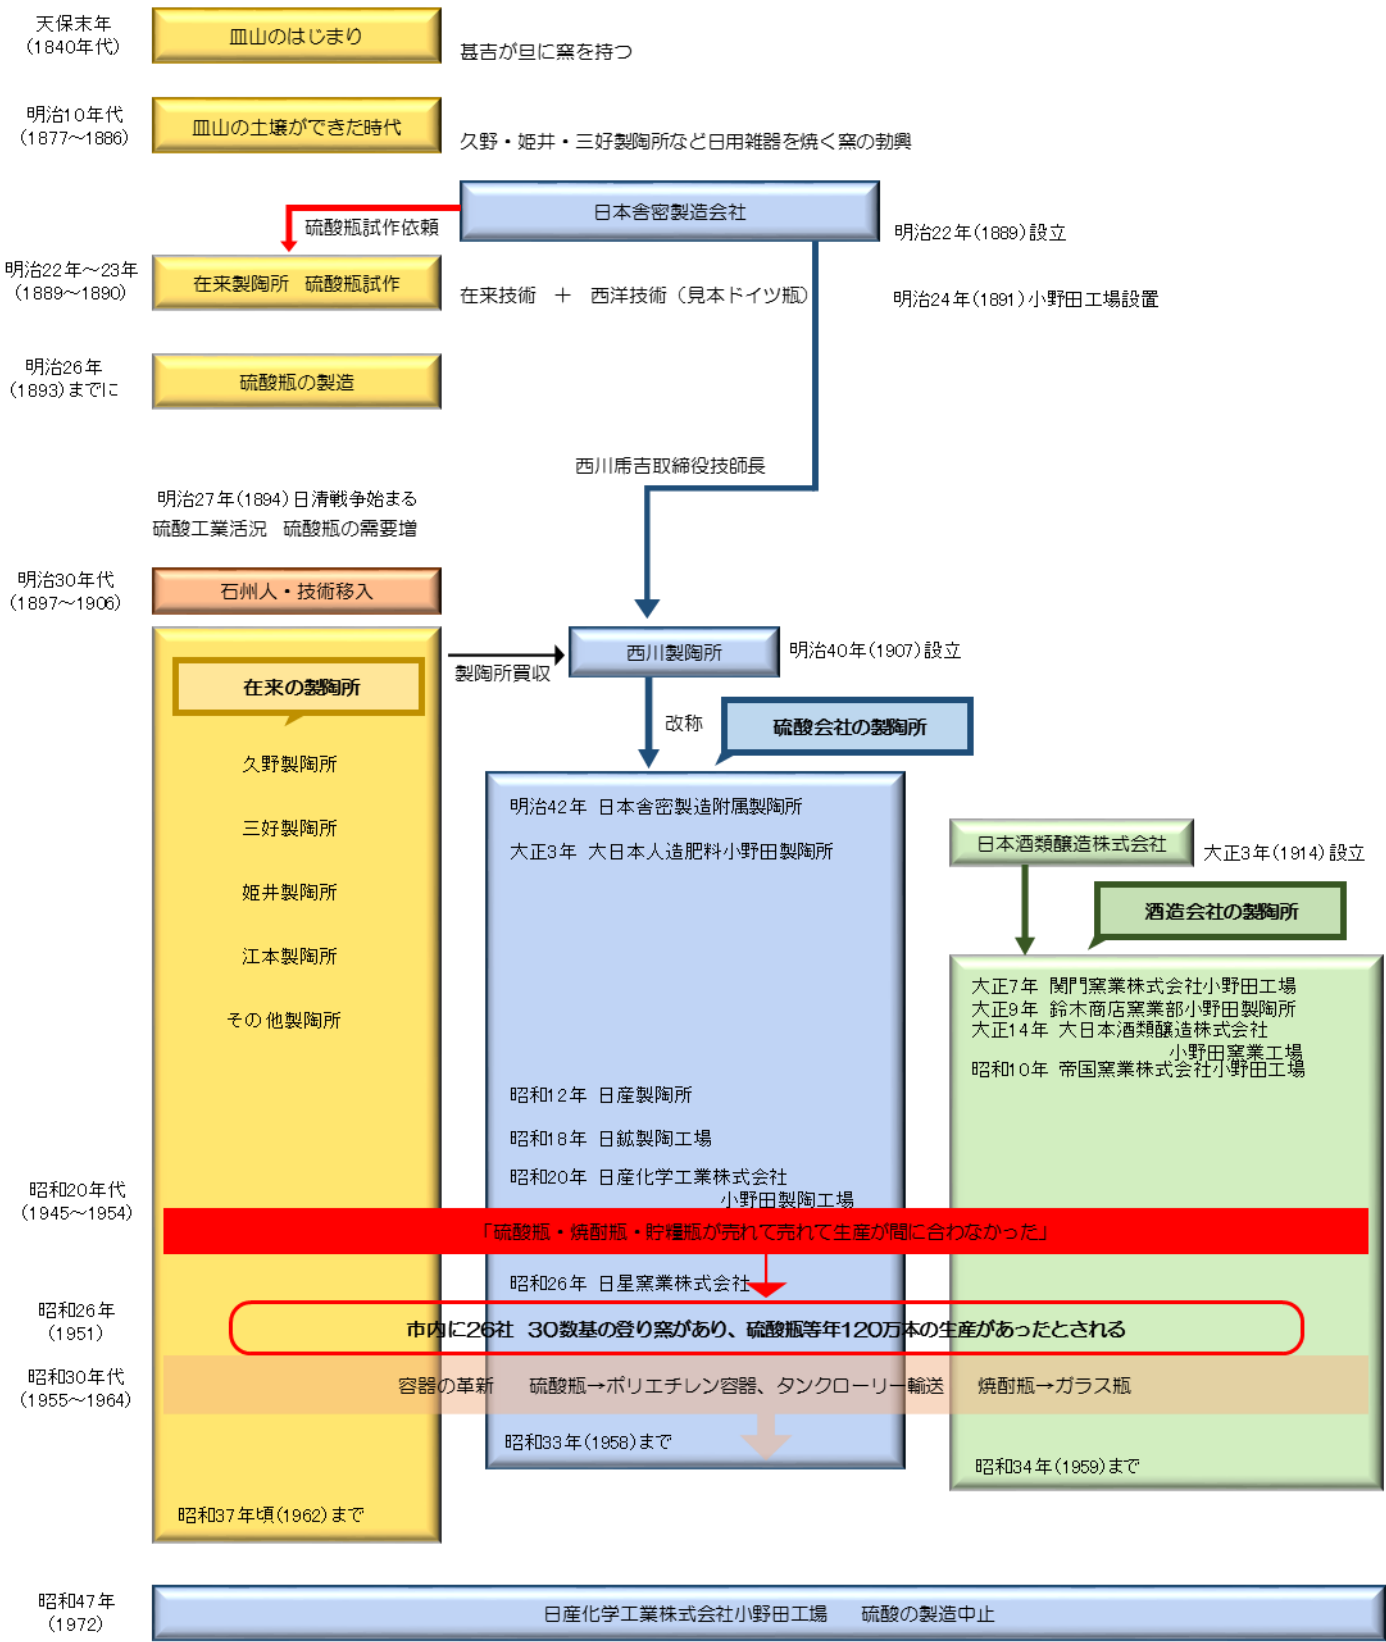 天保末年
(1840年代)
皿山のはじまり
甚吉が旦に窯を持つ
明治10年代
(1877～1886)
皿山の土壌ができた時代
久野・姫井・三好製陶所など日用雑器を焼く窯の勃興
日本舎密製造会社
硫酸瓶試作依頼
明治22年(1889)設立
明治22年～23年
(1889～1890)
在来製陶所　硫酸瓶試作
在来技術　＋　西洋技術（見本ドイツ瓶）
明治24年(1891)小野田工場設置
明治26年
(1893)までに
硫酸瓶の製造
西川乕吉取締役技師長
明治27年(1894)日清戦争始まる
硫酸工業活況　硫酸瓶の需要増
明治30年代
(1897～1906)
石州人・技術移入
西川製陶所
明治40年(1907)設立
製陶所買収
在来の製陶所
改称
硫酸会社の製陶所
久野製陶所
三好製陶所
姫井製陶所
江本製陶所
その他製陶所
明治42年 日本舎密製造附属製陶所
大正3年 大日本人造肥料小野田製陶所
日本酒類醸造株式会社
大正3年(1914)設立
酒造会社の製陶所
大正7年 関門窯業株式会社小野田工場
大正9年 鈴木商店窯業部小野田製陶所
大正14年 大日本酒類醸造株式会社
小野田窯業工場
昭和10年 帝国窯業株式会社小野田工場
昭和12年 日産製陶所
昭和18年 日鉱製陶工場
昭和20年 日産化学工業株式会社
小野田製陶工場
昭和20年代
(1945～1954)
「硫酸瓶・焼酎瓶・貯糧瓶が売れて売れて生産が間に合わなかった」
昭和26年 日星窯業株式会社
昭和26年
(1951)
市内に26社　30数基の登り窯があり、硫酸瓶等年120万本の生産があったとされる
昭和30年代
(1955～1964)
容器の革新　　硫酸瓶→ポリエチレン容器、タンクローリー輸送　　焼酎瓶→ガラス瓶
昭和33年(1958)まで
昭和34年(1959)まで
昭和37年頃(1962)まで
昭和47年
(1972)
日産化学工業株式会社小野田工場　　硫酸の製造中止